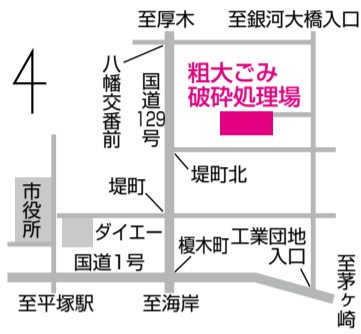 至厚木
至銀河大橋入口
八幡交番前
国道129号
粗大ごみ
破砕処理場
堤町北
市役所
堤町
ダイエー
榎木町
工業団地
入口
国道1号
至茅ヶ崎
至平塚駅
至海岸